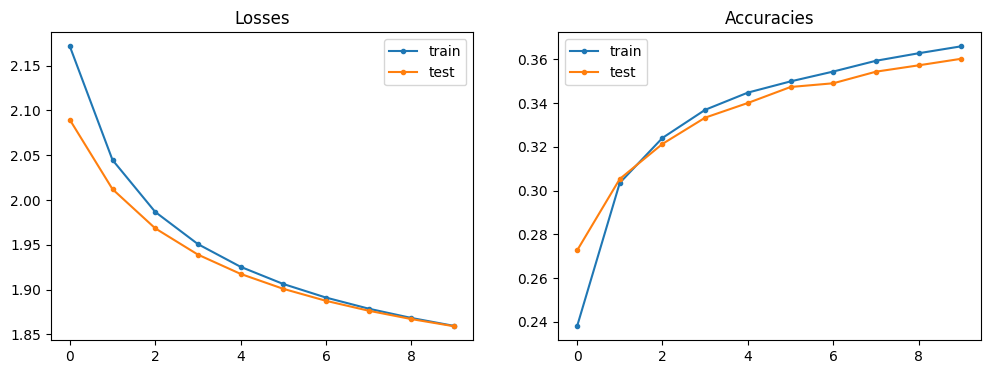 Losses
train
test
2.15
2.10
2.05
2.00
1.95
1.90
1.85
0 2 4 6 8
Accuracies
train
test
0.36
0.34
0.32
0.30
0.28
0.26
0.24
0 2 4 6 8